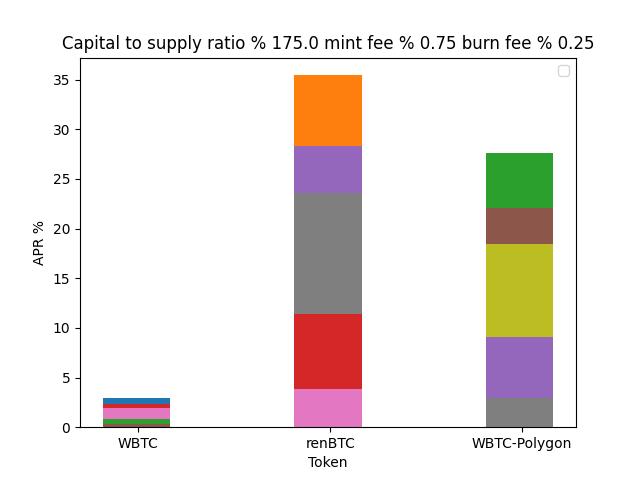 Capital to supply ratio % 175.0 mint fee % 0.75 burn fee % 0.25
APR %
35
30
25
20
15
10
5
0
WBTC renBTC WBTC-Polygon
Token